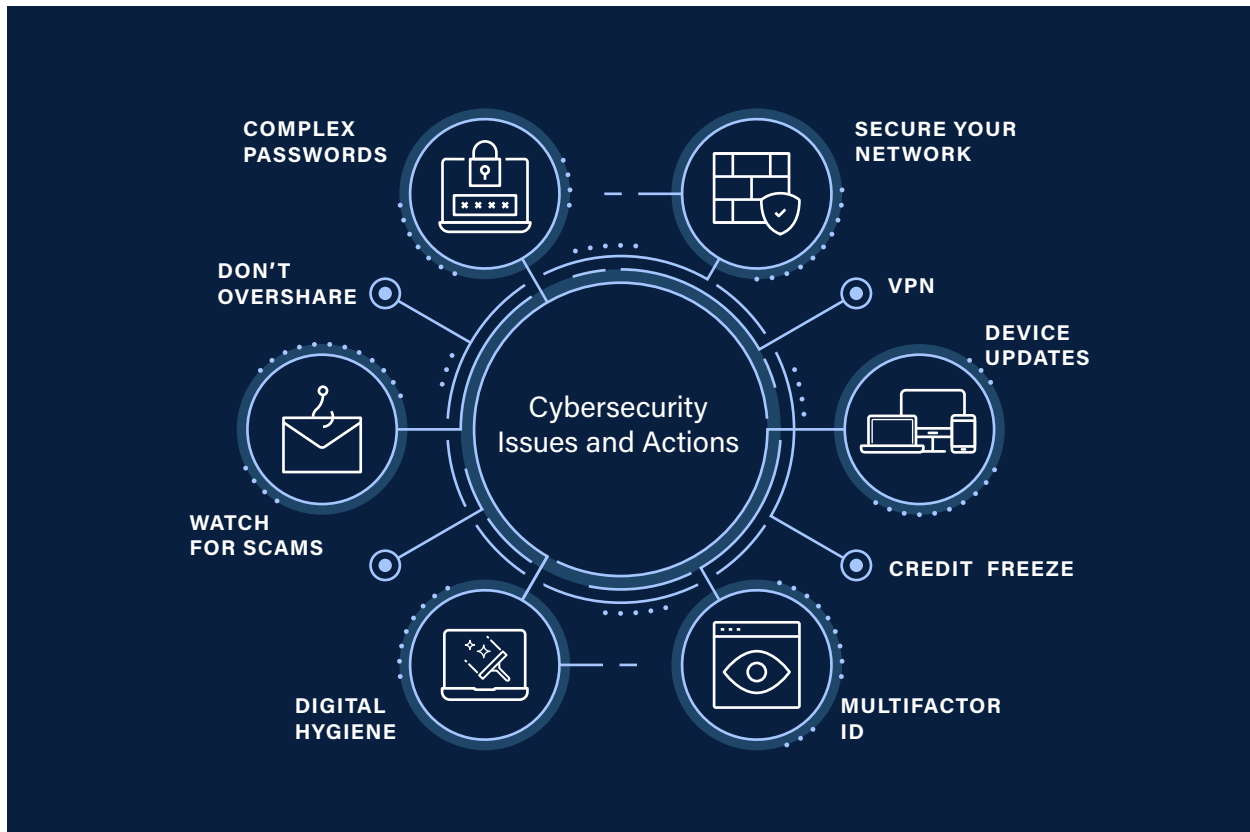 COMPLEX
PASSWORDS
SECURE YOUR
NETWORK
DON’T
OVERSHARE
VPN
DEVICE
UPDATES
Cybersecurity
Issues and Actions
WATCH
FOR SCAMS
CREDIT FREEZE
DIGITAL
HYGIENE
MULTIFACTOR
ID